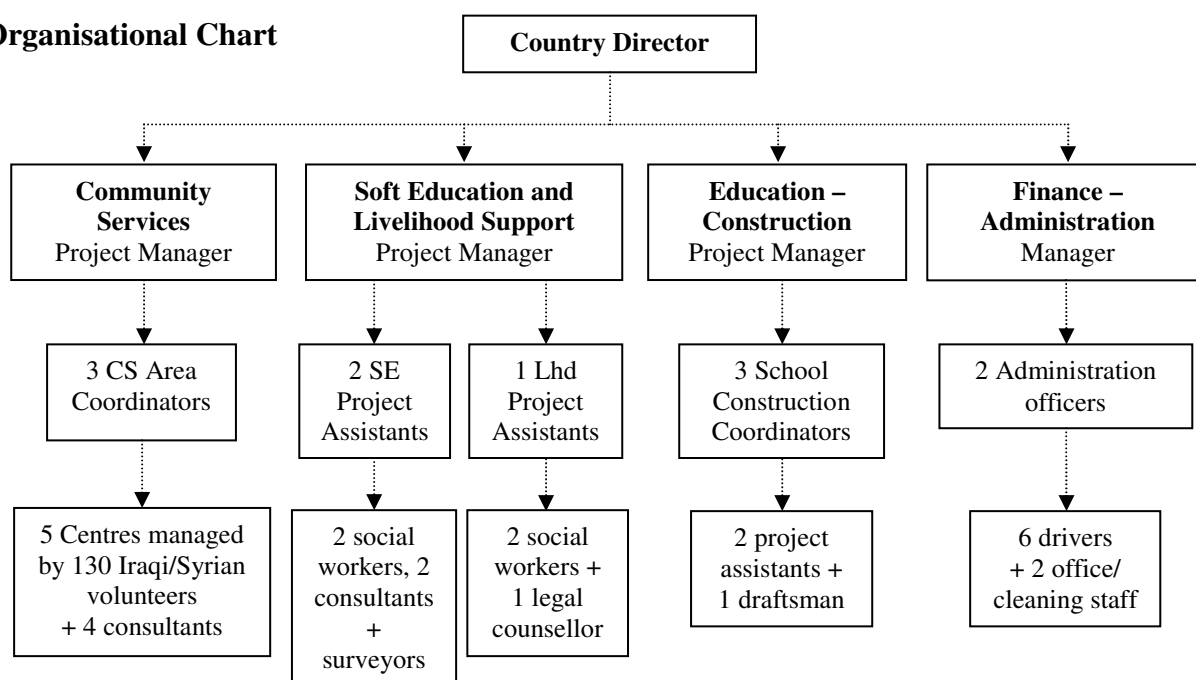 Organisational Chart
Country Director
Community
Services
Project Manager
Soft Education and
Livelihood Support
Project Manager
Education –
Construction
Project Manager
Finance –
Administration
Manager
3 CS Area
Coordinators
2 SE
Project
Assistants
1 Lhd
Project
Assistants
3 School
Construction
Coordinators
2 Administration
officers
5 Centres managed
by 130 Iraqi/Syrian
volunteers
+ 4 consultants
2 social
workers, 2
consultants
+
surveyors
2 social
workers +
1 legal
counsellor
2 project
assistants +
1 draftsman
6 drivers
+ 2 office/
cleaning staff